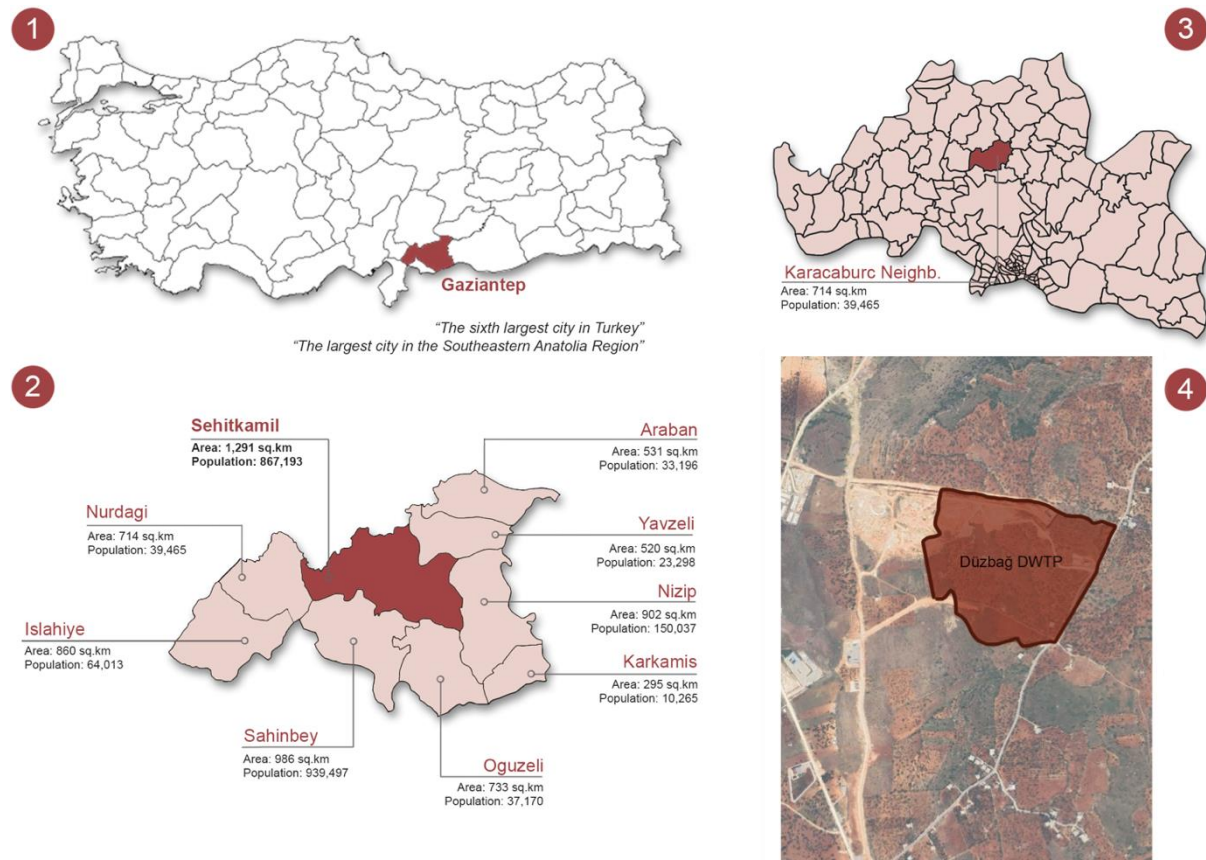 1
Gaziantep
“The sixth largest city in Turkey”
“The largest city in the Southeastern Anatolia Region”
2
Sehitkamil
Area: 1,291 sq.km
Population: 867,193
Araban
Area: 531 sq.km
Population: 33,196
Nurdagi
Area: 714 sq.km
Population: 39,465
Yavzeli
Area: 520 sq.km
Population: 23,298
Nizip
Area: 902 sq.km
Population: 150,037
Islahiye
Area: 860 sq.km
Population: 64,013
Karkamis
Area: 295 sq.km
Population: 10,265
Sahinbey
Area: 986 sq.km
Population: 939,497
Oguzeli
Area: 733 sq.km
Population: 37,170
3
Karacaburc Neighb.
Area: 714 sq.km
Population: 39,465
4
Düzbağ DWTP